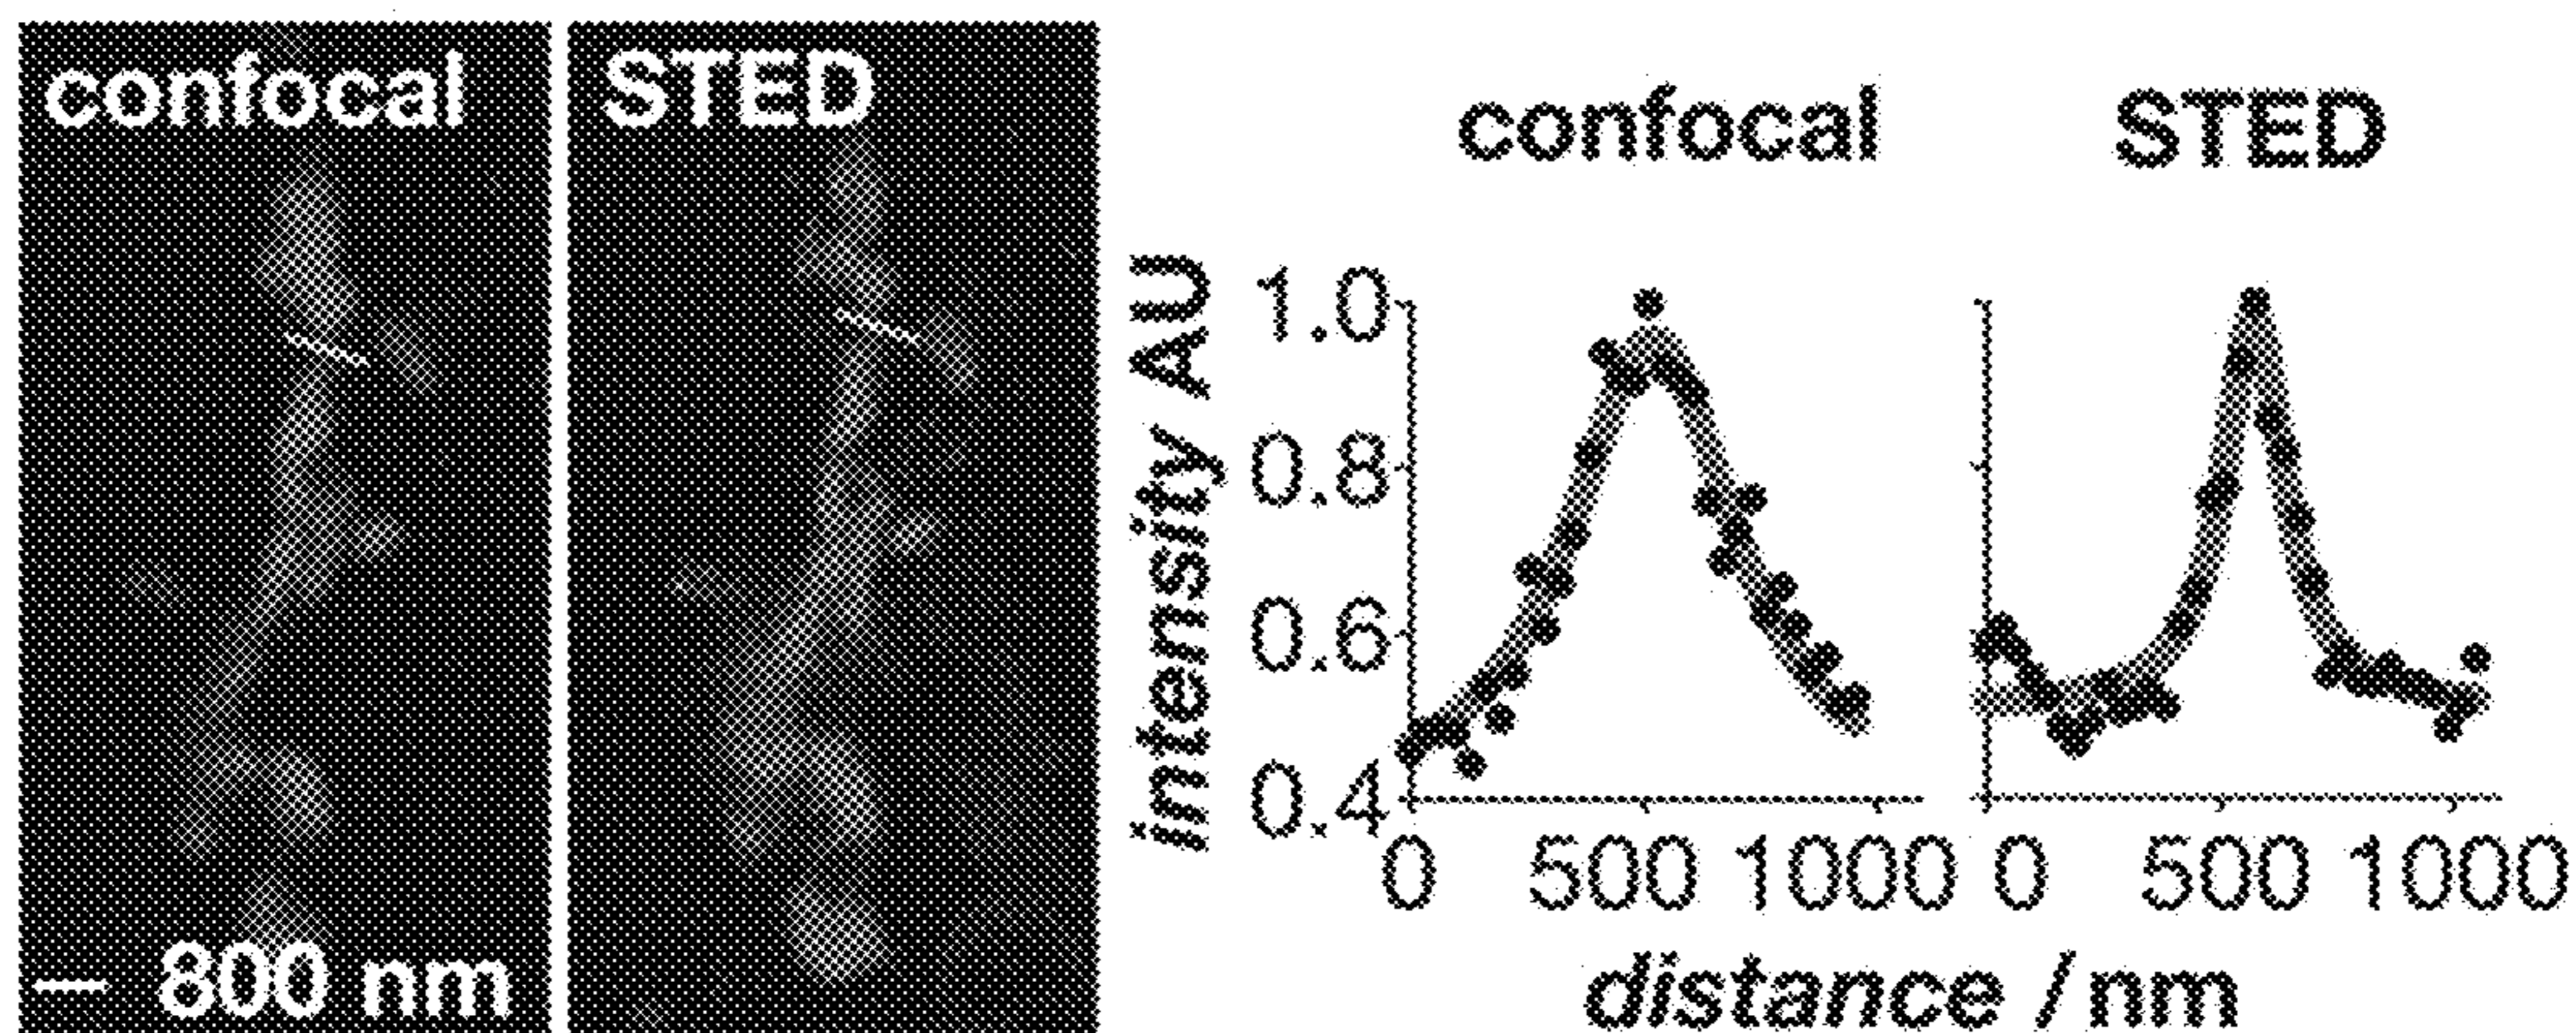 confocal
STED
800 nm
confocal
STED
intensity AU
1.0
0.8
0.6
0.4
0 500 1000
0 500 1000
distance / nm